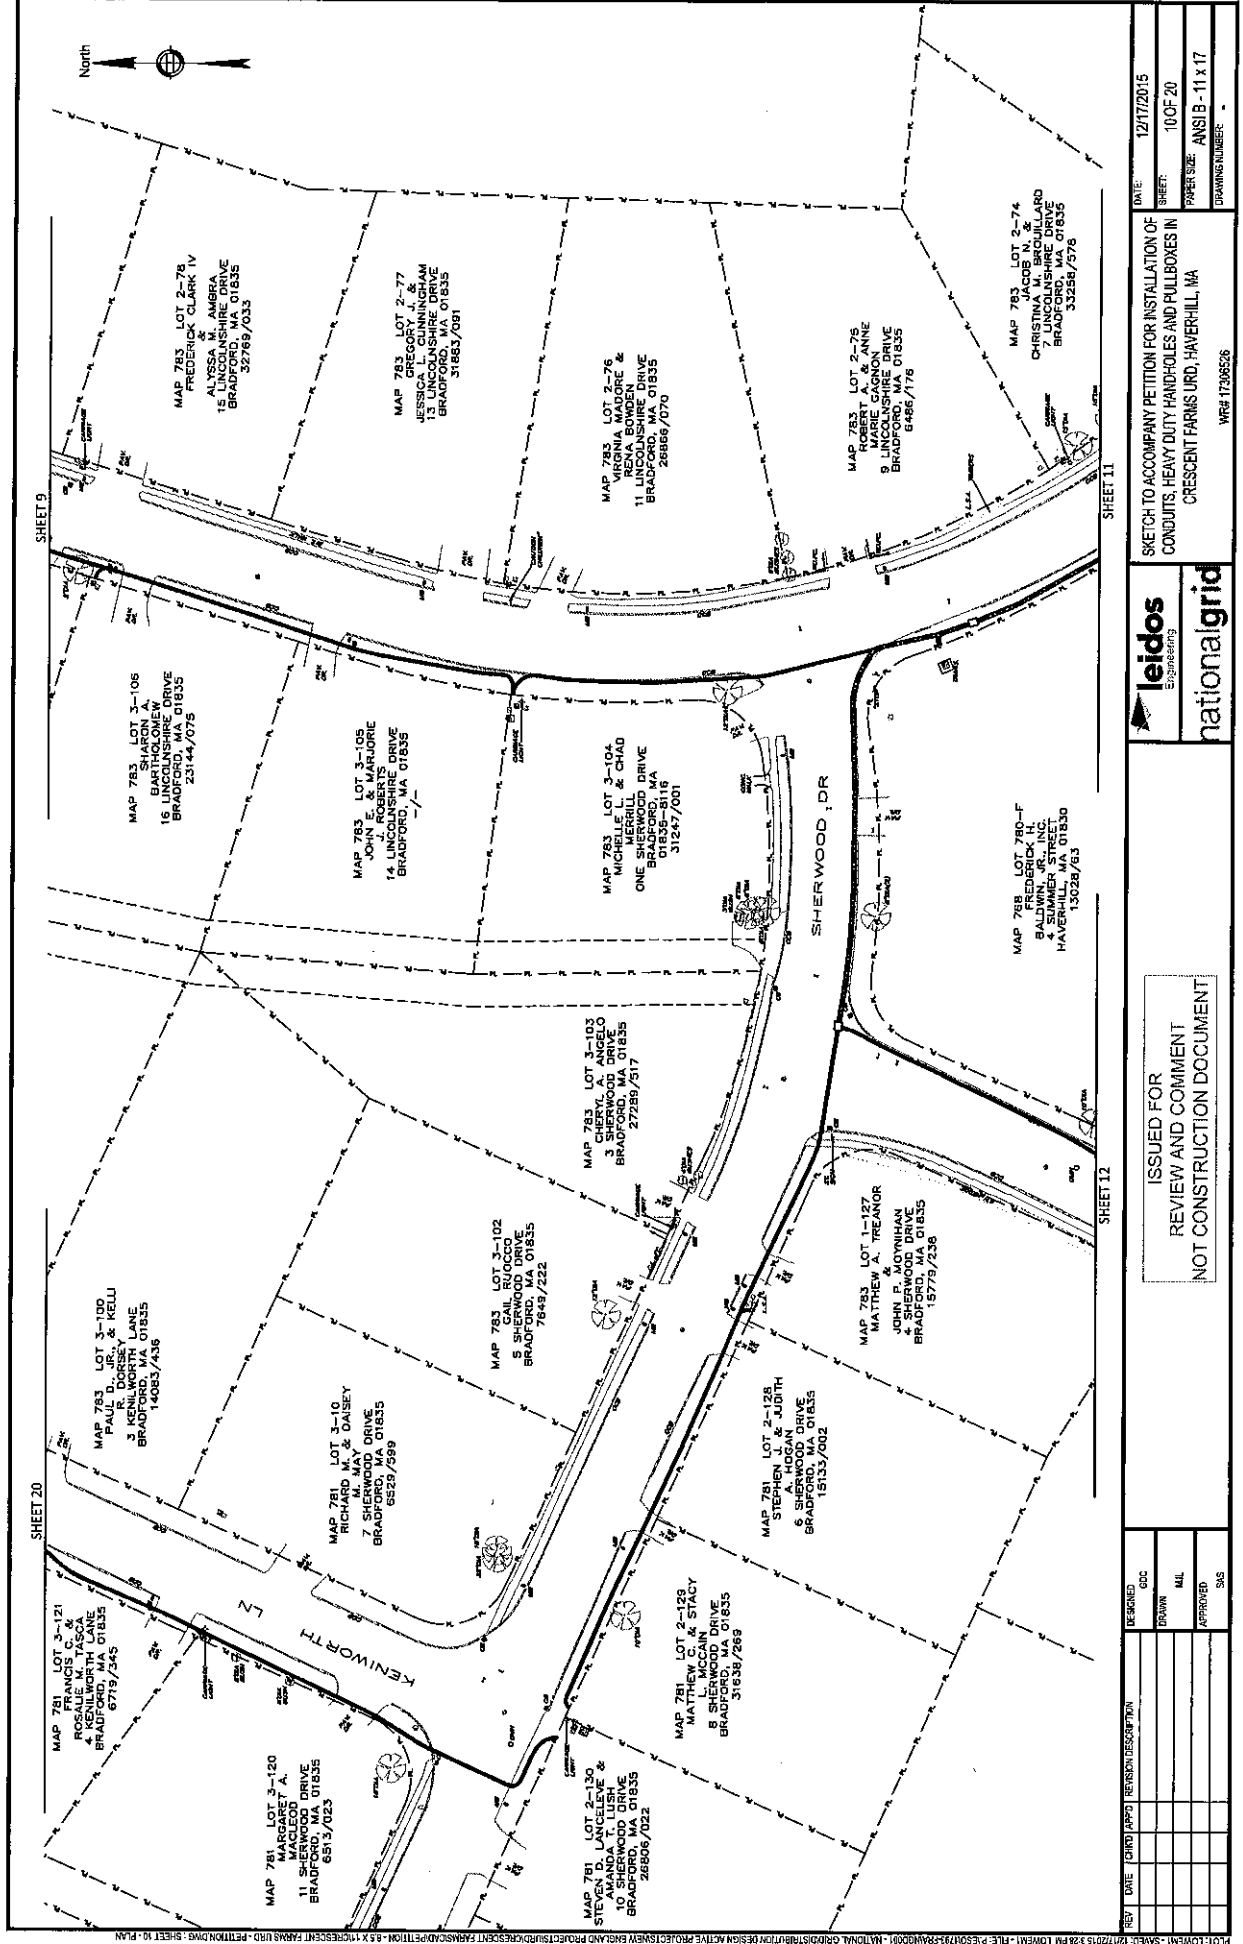 North
SHEET 9
SHEET 20
SHEET 11
SHEET 12
MAP 783 LOT 2-78
FREDERICK CLARK IV
&
ALYSSA M. AMBRA
15 LINCOLNSHIRE DRIVE
BRADFORD, MA 01835
32769/033
MAP 783 LOT 2-77
GREGORY J. &
JESSICA L. CUNNINGHAM
13 LINCOLNSHIRE DRIVE
BRADFORD, MA 01835
31883/091
MAP 783 LOT 2-76
VIRGINIA MADORE &
RENA BOWDEN
11 LINCOLNSHIRE DRIVE
BRADFORD, MA 01835
26866/070
MAP 783 LOT 2-75
ROBERT A. & ANNE
MARIE GAGNON
9 LINCOLNSHIRE DRIVE
BRADFORD, MA 01835
6486/176
MAP 783 LOT 2-74
JACOB N. &
CHRISTINA M. BROUILLARD
7 LINCOLNSHIRE DRIVE
BRADFORD, MA 01835
33258/576
MAP 783 LOT 3-106
SHARON A.
BARTHOLOMEW
16 LINCOLNSHIRE DRIVE
BRADFORD, MA 01835
23144/075
MAP 783 LOT 3-105
JOHN E. & MARJORIE
J. ROBERTS
14 LINCOLNSHIRE DRIVE
BRADFORD, MA 01835
-/-
MAP 783 LOT 3-104
MICHELLE L. & CHAD
MERRILL
ONE SHERWOOD DRIVE
BRADFORD, MA
01835-8116
31247/001
SHERWOOD DR
MAP 768 LOT 780-F
FREDERICK H.
BALDWIN, JR., INC.
4 SUMMER STREET
HAVERHILL, MA 01830
13028/63
MAP 783 LOT 3-103
CHERYL A. ANGELO
3 SHERWOOD DRIVE
BRADFORD, MA 01835
27289/517
MAP 783 LOT 3-102
GAIL RUOCCO
5 SHERWOOD DRIVE
BRADFORD, MA 01835
7649/222
MAP 783 LOT 1-127
MATTHEW A. TREANOR
&
JOHN P. MOYNIHAN
4 SHERWOOD DRIVE
BRADFORD, MA 01835
15779/236
MAP 783 LOT 3-100
PAUL D., JR., & KELLI
R. DORSEY
3 KENILWORTH LANE
BRADFORD, MA 01835
14083/436
MAP 781 LOT 3-10
RICHARD M. & DAISEY
M. MAY
7 SHERWOOD DRIVE
BRADFORD, MA 01835
6529/599
MAP 781 LOT 2-128
STEPHEN J. & JUDITH
A. HOGAN
6 SHERWOOD DRIVE
BRADFORD, MA 01835
15133/002
MAP 781 LOT 3-121
FRANCIS C. &
ROSALIE M. TASCA
4 KENILWORTH LANE
BRADFORD, MA 01835
6719/345
KENIWORTH LN
MAP 781 LOT 2-129
MATTHEW C. & STACY
L. MCCAIN
8 SHERWOOD DRIVE
BRADFORD, MA 01835
31638/269
MAP 781 LOT 3-120
MARGARET A.
MACLEOD
11 SHERWOOD DRIVE
BRADFORD, MA 01835
6513/023
MAP 781 LOT 2-130
STEVEN D. LANCELEVE &
AMANDA T. LUSH
10 SHERWOOD DRIVE
BRADFORD, MA 01835
26806/022
REV DATE CHK'D APP'D REVISION DESCRIPTION
DESIGNED
GDC
DRAWN
MJL
APPROVED
SAS
ISSUED FOR
REVIEW AND COMMENT
NOT CONSTRUCTION DOCUMENT
leidos
Engineering
nationalgrid
SKETCH TO ACCOMPANY PETITION FOR INSTALLATION OF
CONDUITS, HEAVY DUTY HANDHOLES AND PULLBOXES IN
CRESCENT FARMS URD, HAVERHILL, MA
WR# 17306526
DATE: 12/17/2015
SHEET: 10 OF 20
PAPER SIZE: ANSI B - 11 x 17
DRAWING NUMBER: -